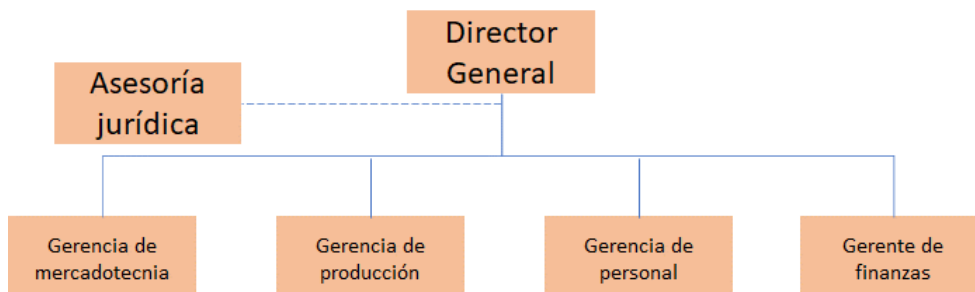 Director
General
Asesoría
jurídica
Gerencia de
mercadotecnia
Gerencia de
producción
Gerencia de
personal
Gerente de
finanzas